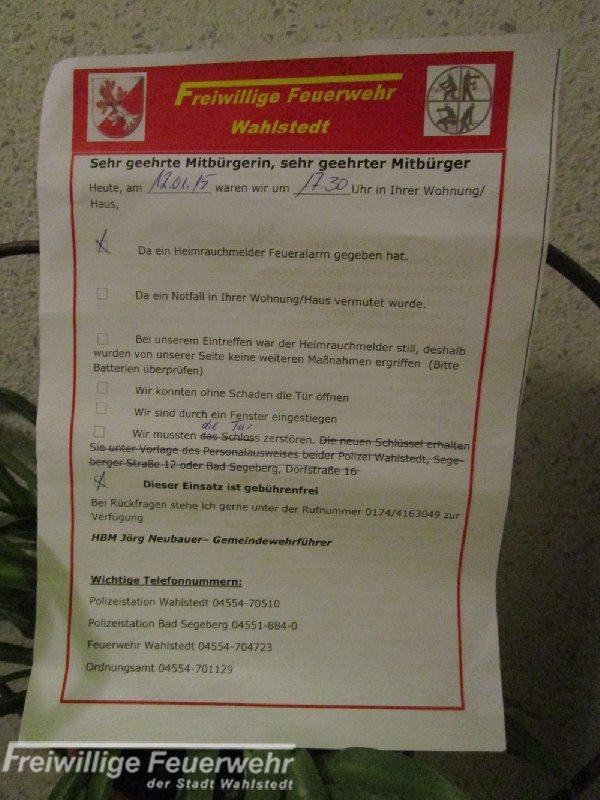 Freiwillige Feuerwehr
Wahlstedt
Sehr geehrte Mitbürgerin, sehr geehrter Mitbürger
Heute, am 12.01.15 waren wir um 17.30 Uhr in Ihrer Wohnung/
Haus,
Da ein Heimrauchmelder Feueralarm gegeben hat.
Da ein Notfall in Ihrer Wohnung/Haus vermutet wurde.
Bei unserem Eintreffen war der Heimrauchmelder still, deshalb
wurden von unserer Seite keine weiteren Maßnahmen ergriffen (Bitte
Batterien überprüfen)
Wir konnten ohne Schaden die Tür öffnen
Wir sind durch ein Fenster eingestiegen
die Tür
Wir mussten das Schloss zerstören. Die neuen Schlüssel erhalten
Sie unter Vorlage des Personalausweises beider Polizei Wahlstedt, Sege-
berger Straße 12 oder Bad Segeberg, Dorfstraße 16
Dieser Einsatz ist gebührenfrei
Bei Rückfragen stehe ich gerne unter der Rufnummer 0174/4163049 zur
Verfügung
HBM Jörg Neubauer– Gemeindewehrführer
Wichtige Telefonnummern:
Polizeistation Wahlstedt 04554-70510
Polizeistation Bad Segeberg 04551-884-0
Feuerwehr Wahlstedt 04554-704723
Ordnungsamt 04554-701129
Freiwillige Feuerwehr
der Stadt Wahlstedt